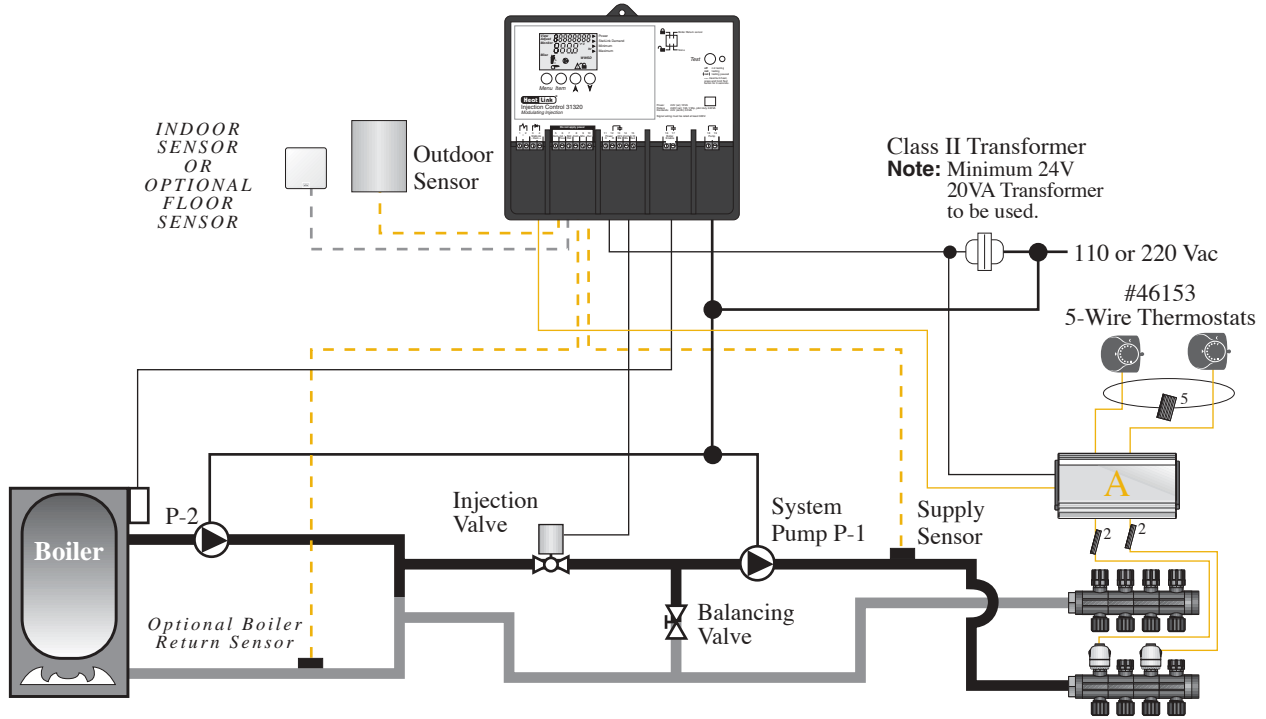 Test
Menu Item
Heat Link
Injection Control 31320
Modulating Injection
INDOOR
SENSOR
OR
OPTIONAL
FLOOR
SENSOR
Outdoor
Sensor
Class II Transformer
Note: Minimum 24V
20VA Transformer
to be used.
110 or 220 Vac
#46153
5-Wire Thermostats
5
A
2
2
Injection
Valve
System
Pump P-1
Supply
Sensor
P-2
Boiler
Optional Boiler
Return Sensor
Balancing
Valve